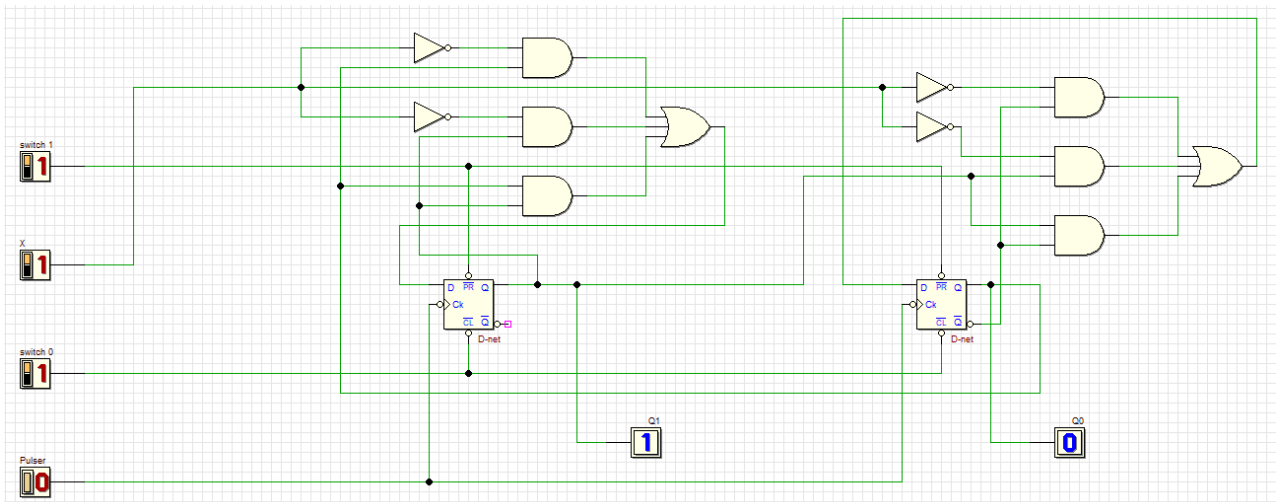 switch 1
1
X
1
switch 0
1
Pulser
0
D PR Q
Ck
CL Q
D-net
D PR Q
Ck
CL Q
D-net
Q1
1
Q0
0